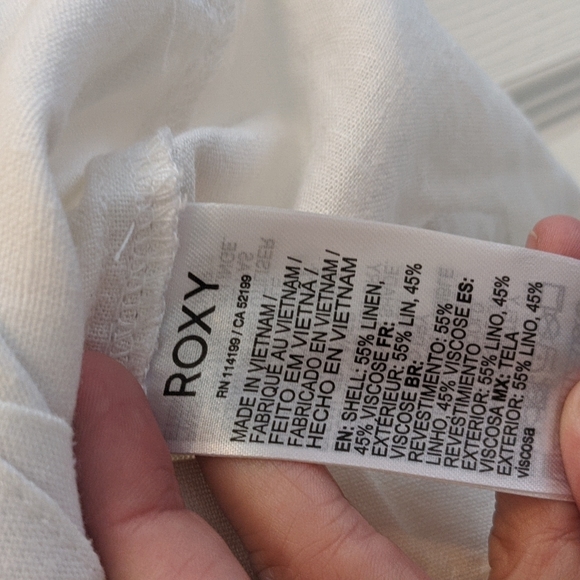 ROXY
RN 114199 / CA 52199
MADE IN VIETNAM /
FABRIQUE AU VIETNAM /
FEITO EM VIETNÃ /
FABRICADO EN VIETNAM /
HECHO EN VIETNAM /
EN: SHELL: 55% LINEN,
45% VISCOSE FR:
EXTERIEUR: 55% LIN, 45%
VISCOSE BR:
REVESTIMENTO: 55%
LINHO, 45% VISCOSE ES:
REVESTIMIENTO
EXTERIOR: 55% LINO, 45%
VISCOSA MX: TELA
EXTERIOR: 55% LINO, 45%
viscosa